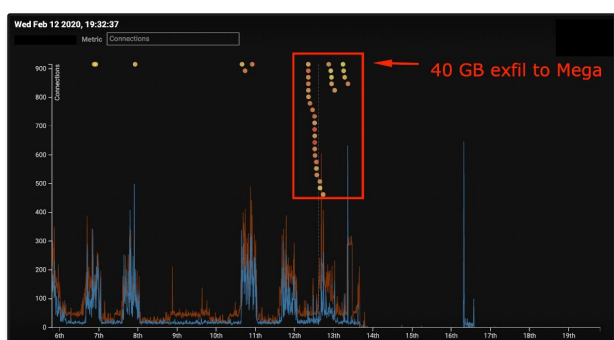 Wed Feb 12 2020, 19:32:37
Metric Connections
40 GB exfil to Mega
Connections
900
800
700
600
500
400
300
200
100
0
6th 7th 8th 9th 10th 11th 12th 13th 14th 15th 16th 17th 18th 19th